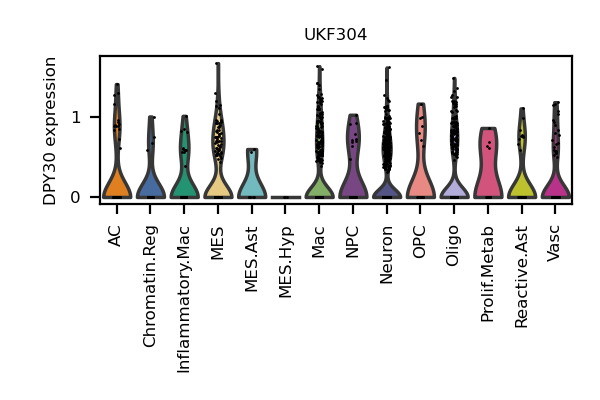 UKF304
DPY30 expression
1
0
AC
Chromatin.Reg
Inflammatory.Mac
MES
MES.Ast
MES.Hyp
Mac
NPC
Neuron
OPC
Oligo
Prolif.Metab
Reactive.Ast
Vasc